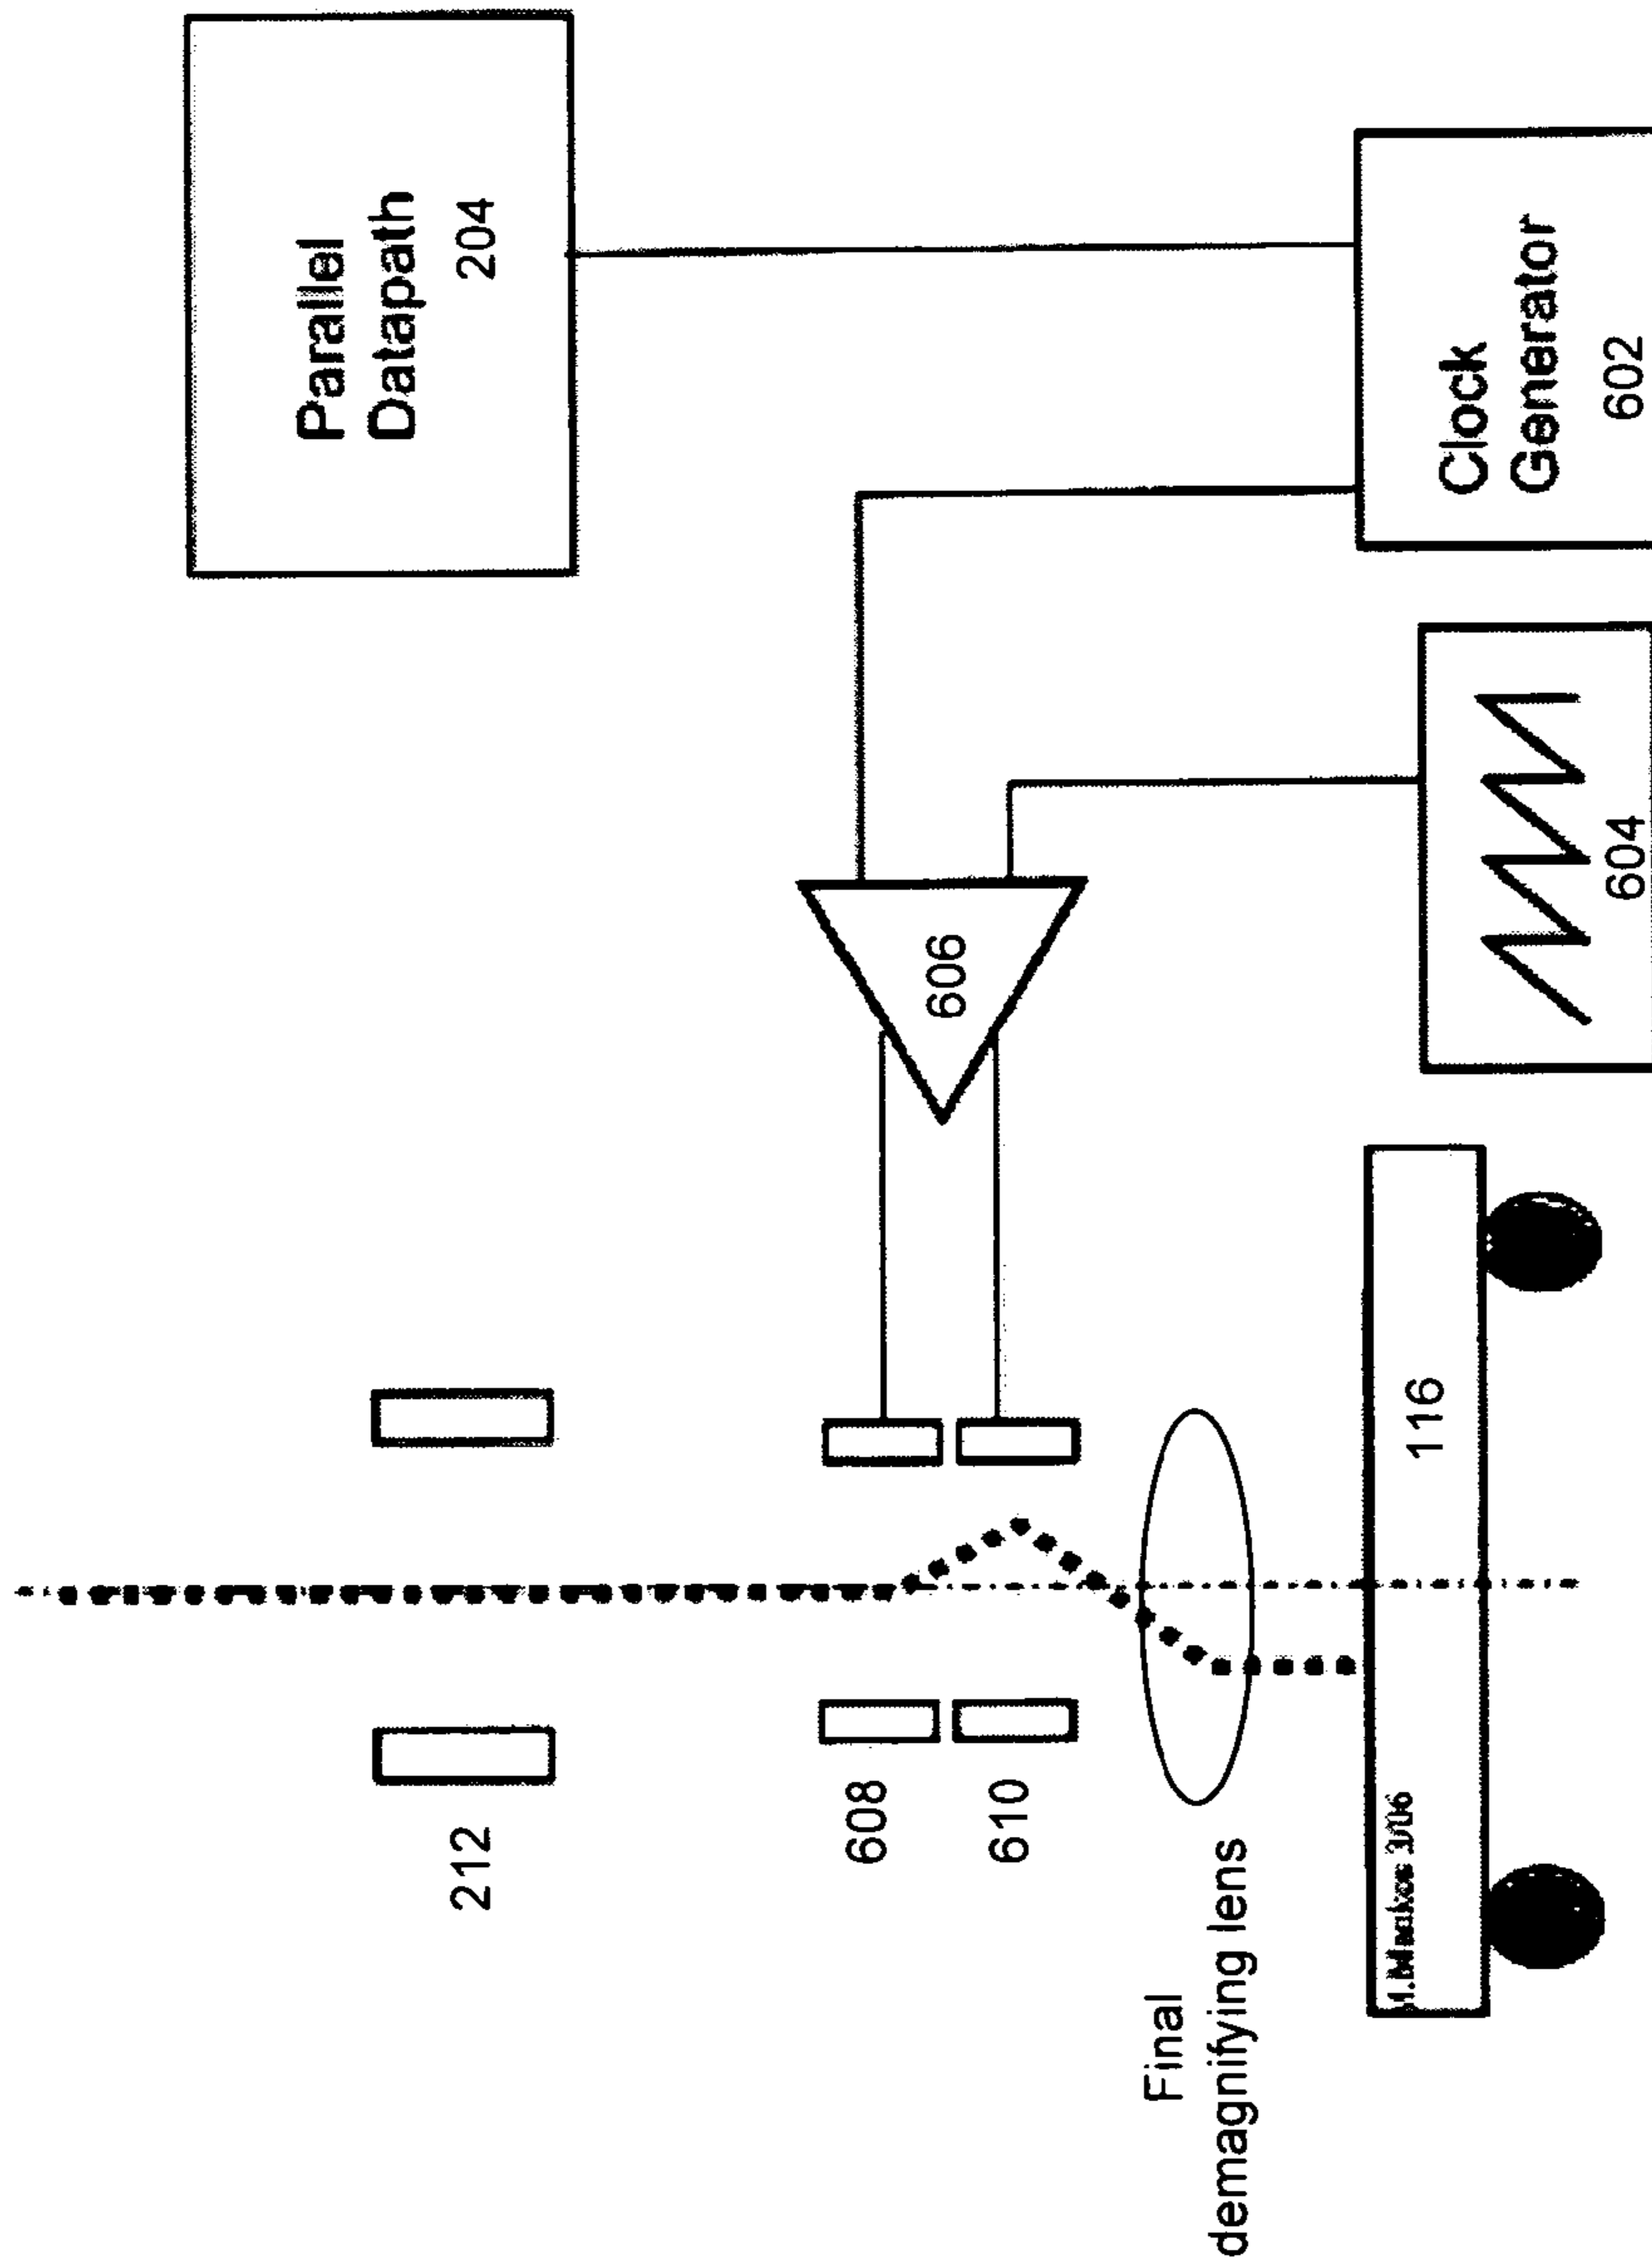 Parallel
Datapath
204
212
608
606
610
Final
demagnifying lens
116
Clock
Generator
602
604